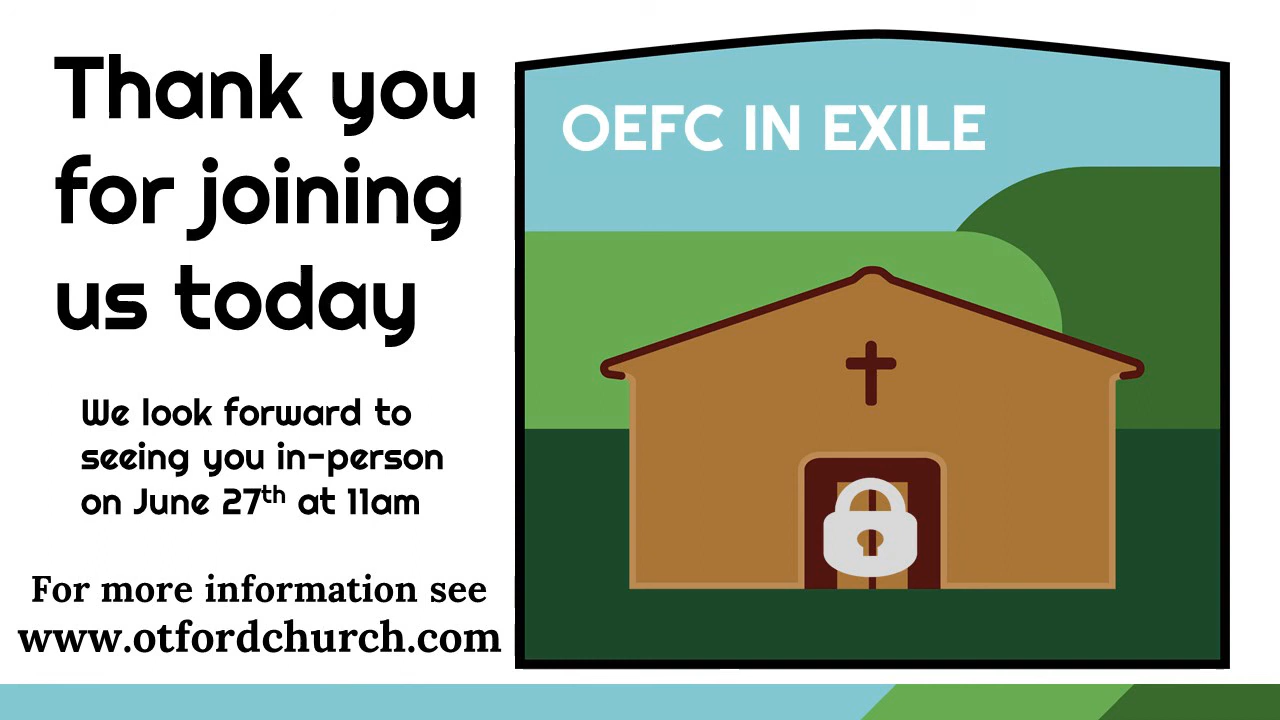 Thank you
for joining
us today
We look forward to
seeing you in-person
on June 27th at 11am
For more information see
www.otfordchurch.com
OEFC IN EXILE